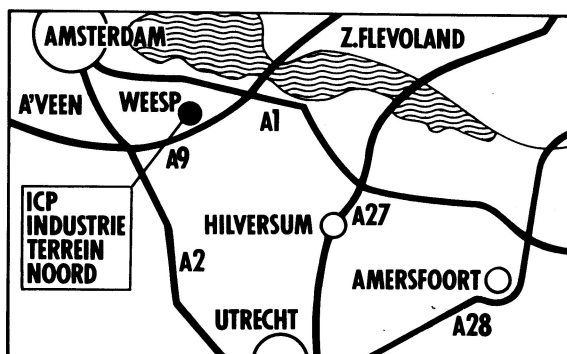 AMSTERDAM
Z.FLEVOLAND
A'VEEN
WEESP
A1
A9
ICP
INDUSTRIE
TERREIN
NOORD
HILVERSUM
A27
A2
AMERSFOORT
UTRECHT
A28